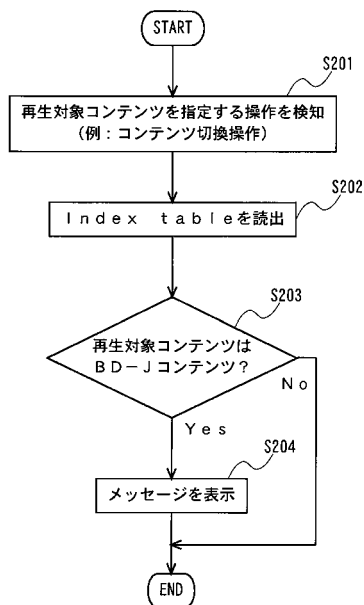 START
S201
再生対象コンテンツを指定する操作を検知
(例：コンテンツ切換操作)
S202
Ｉｎｄｅｘ　ｔａｂｌｅを読出
S203
再生対象コンテンツは
ＢＤ－Ｊコンテンツ？
Ｎｏ
Ｙｅｓ
S204
メッセージを表示
END